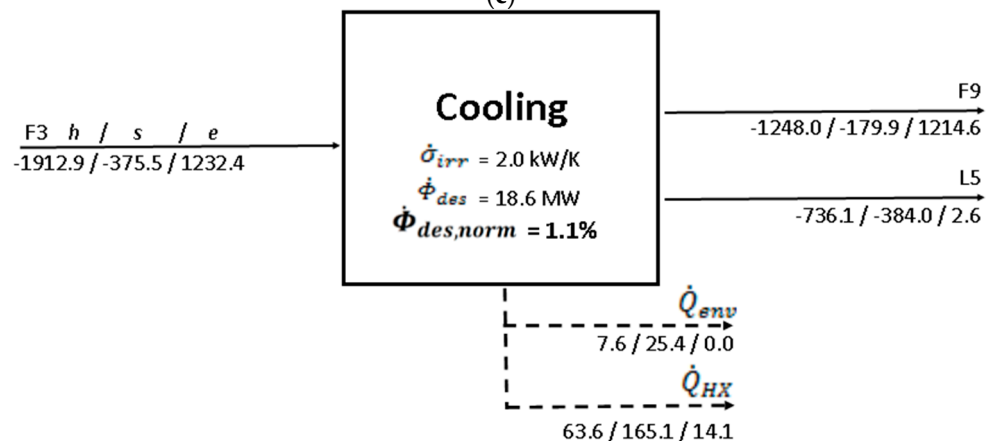 (c)
Cooling
σ̇irr = 2.0 kW/K
Φ̇des = 18.6 MW
Φ̇des,norm = 1.1%
F3 h / s / e
-1912.9 / -375.5 / 1232.4
F9
-1248.0 / -179.9 / 1214.6
L5
-736.1 / -384.0 / 2.6
Q̇env
7.6 / 25.4 / 0.0
Q̇HX
63.6 / 165.1 / 14.1